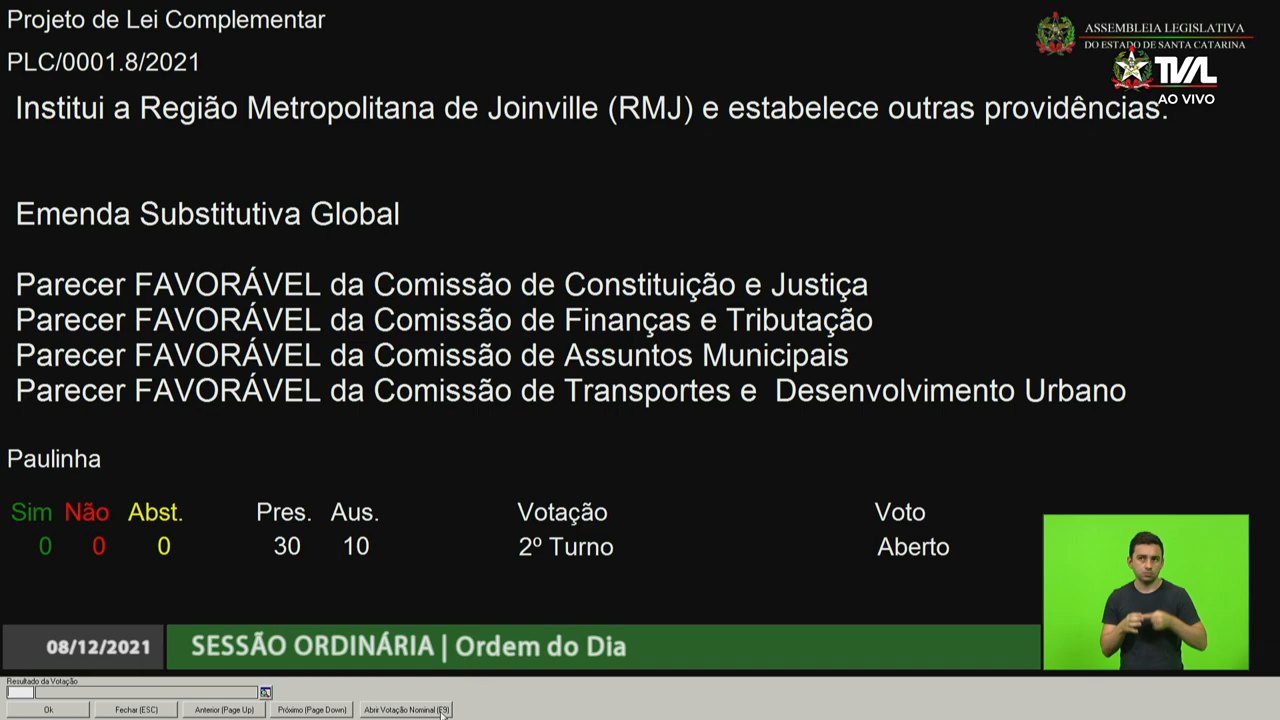 Projeto de Lei Complementar
ASSEMBLEIA LEGISLATIVA
DO ESTADO DE SANTA CATARINA
PLC/0001.8/2021
TVAL
AO VIVO
Institui a Região Metropolitana de Joinville (RMJ) e estabelece outras providências.
Emenda Substitutiva Global
Parecer FAVORÁVEL da Comissão de Constituição e Justiça
Parecer FAVORÁVEL da Comissão de Finanças e Tributação
Parecer FAVORÁVEL da Comissão de Assuntos Municipais
Parecer FAVORÁVEL da Comissão de Transportes e  Desenvolvimento Urbano
Paulinha
Sim Não Abst. Pres. Aus. Votação Voto
0 0 0 30 10 2º Turno Aberto
08/12/2021 SESSÃO ORDINÁRIA | Ordem do Dia
Resultado da Votação
Ok Fechar (ESC) Anterior (Page Up) Próximo (Page Down) Abrir Votação Nominal (F9)